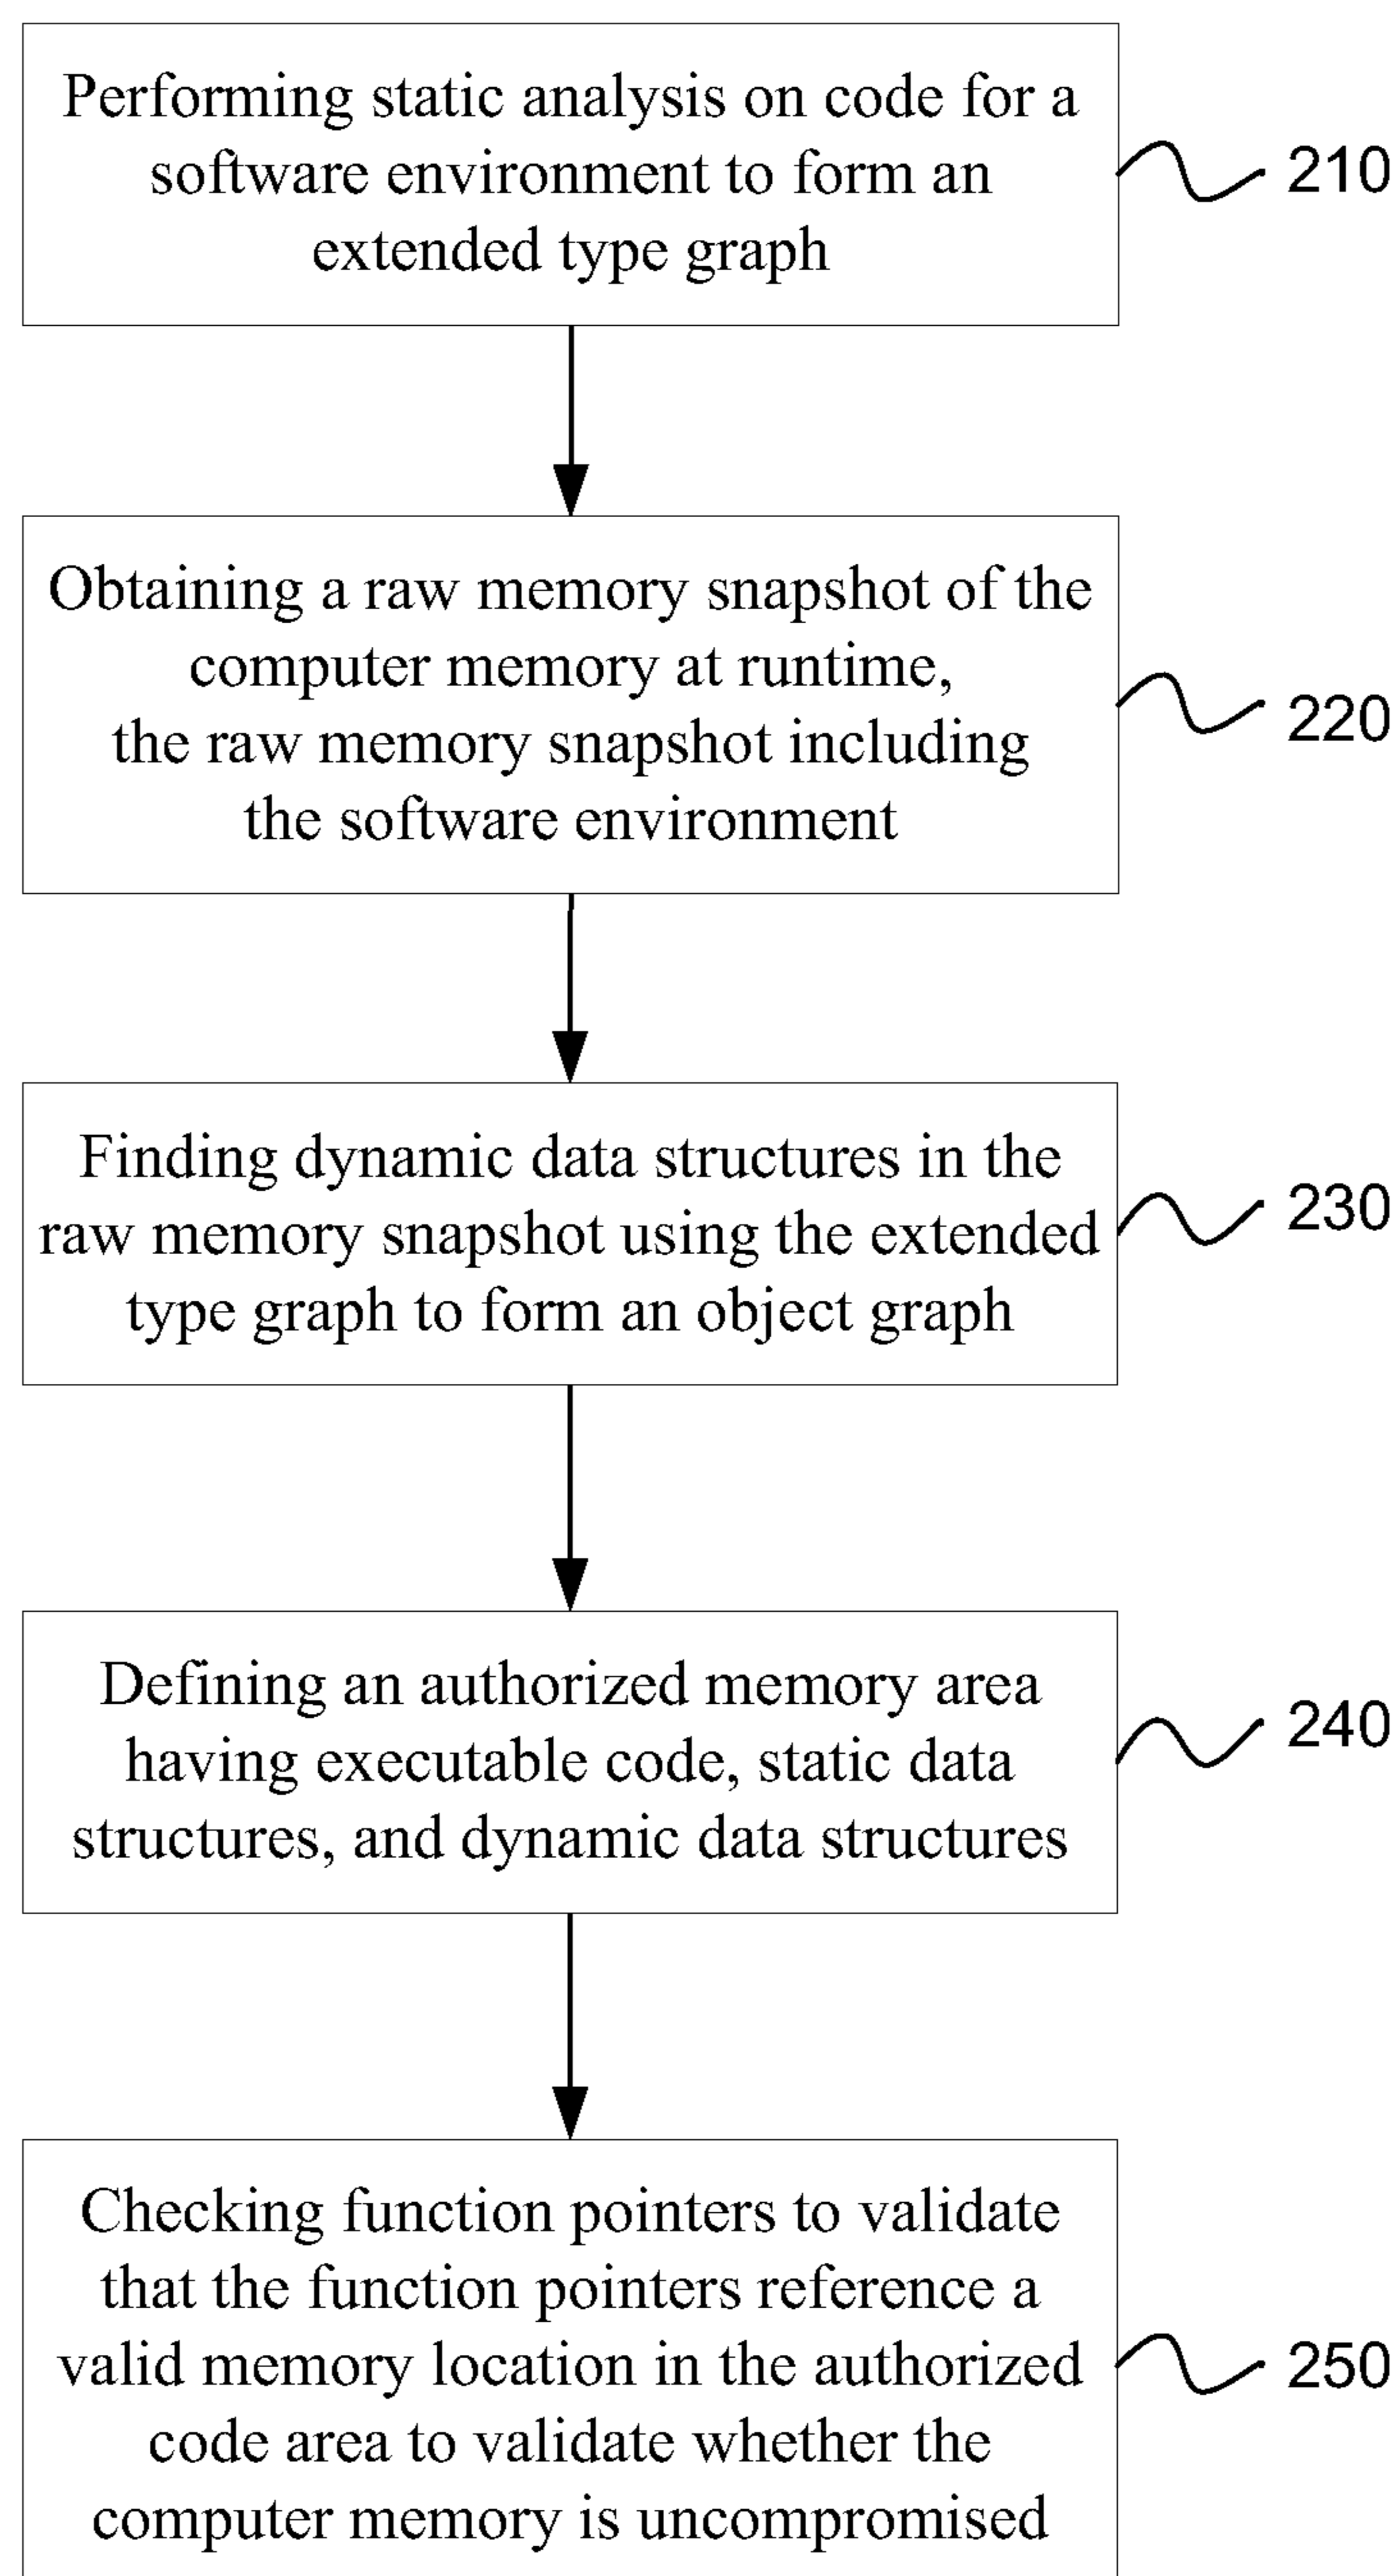 Performing static analysis on code for a
software environment to form an
extended type graph
210
Obtaining a raw memory snapshot of the
computer memory at runtime,
the raw memory snapshot including
the software environment
220
Finding dynamic data structures in the
raw memory snapshot using the extended
type graph to form an object graph
230
Defining an authorized memory area
having executable code, static data
structures, and dynamic data structures
240
Checking function pointers to validate
that the function pointers reference a
valid memory location in the authorized
code area to validate whether the
computer memory is uncompromised
250